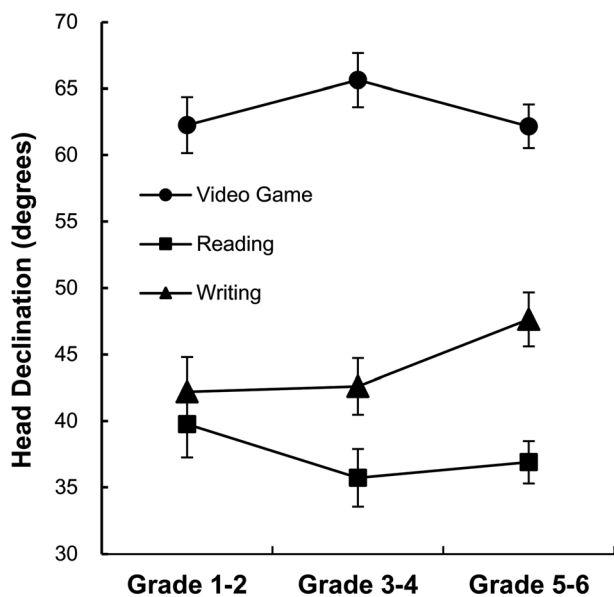 Head Declination (degrees)
70
65
60
55
50
45
40
35
30
Video Game
Reading
Writing
Grade 1-2 Grade 3-4 Grade 5-6